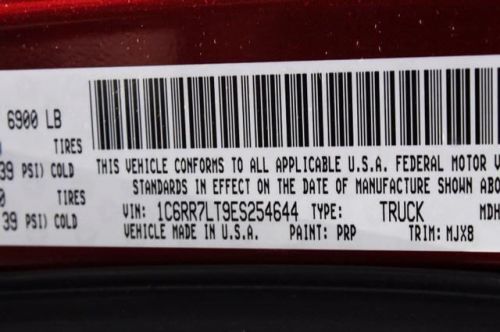 6900 LB
TIRES
39 PSI) COLD
TIRES
39 PSI) COLD
THIS VEHICLE CONFORMS TO ALL APPLICABLE U.S.A. FEDERAL MOTOR
STANDARDS IN EFFECT ON THE DATE OF MANUFACTURE SHOWN ABO
VIN: 1C6RR7LT9ES254644 TYPE: TRUCK MDH
VEHICLE MADE IN U.S.A. PAINT: PRP TRIM: MJX8